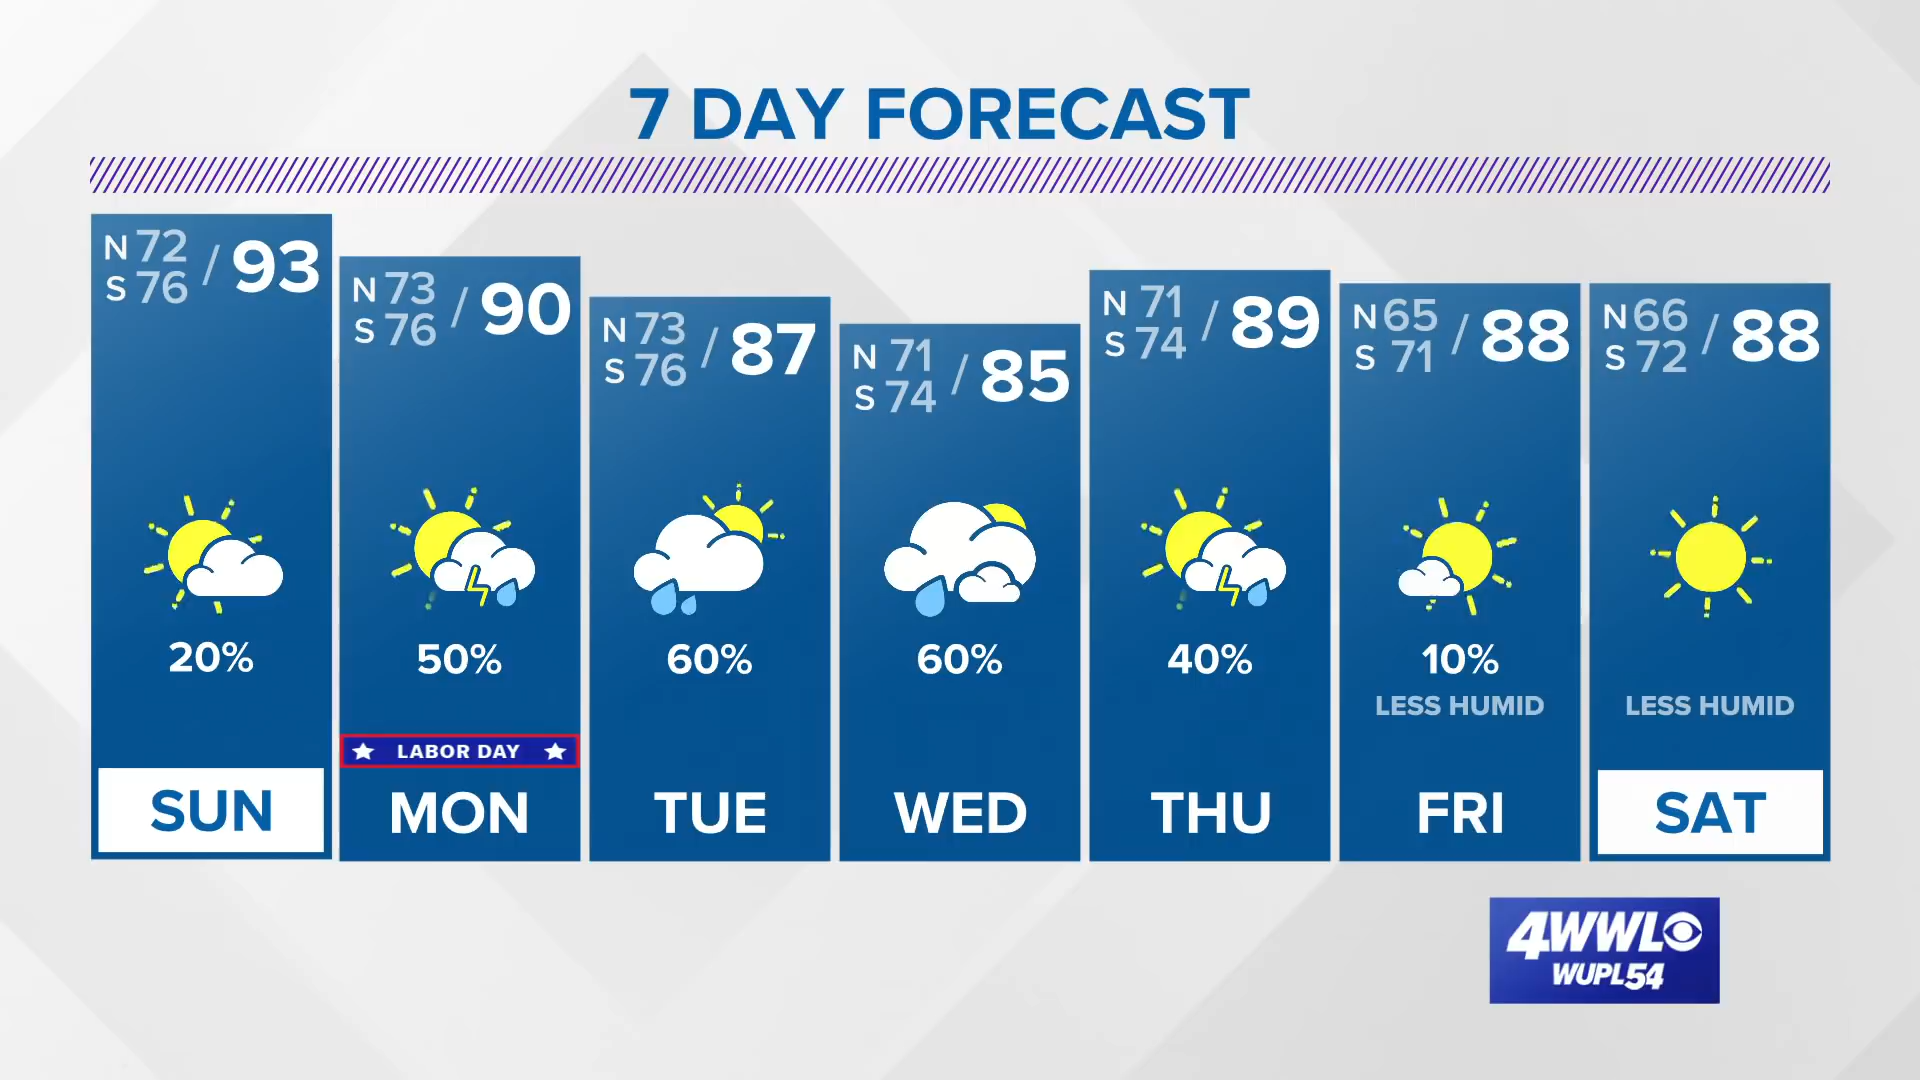 7 DAY FORECAST
N 72
S 76
/ 93
20%
SUN
N 73
S 76
/ 90
50%
LABOR DAY
MON
N 73
S 76
/ 87
60%
TUE
N 71
S 74
/ 85
60%
WED
N 71
S 74
/ 89
40%
THU
N 65
S 71
/ 88
10%
LESS HUMID
FRI
N 66
S 72
/ 88
LESS HUMID
SAT
4WWL
WUPL54